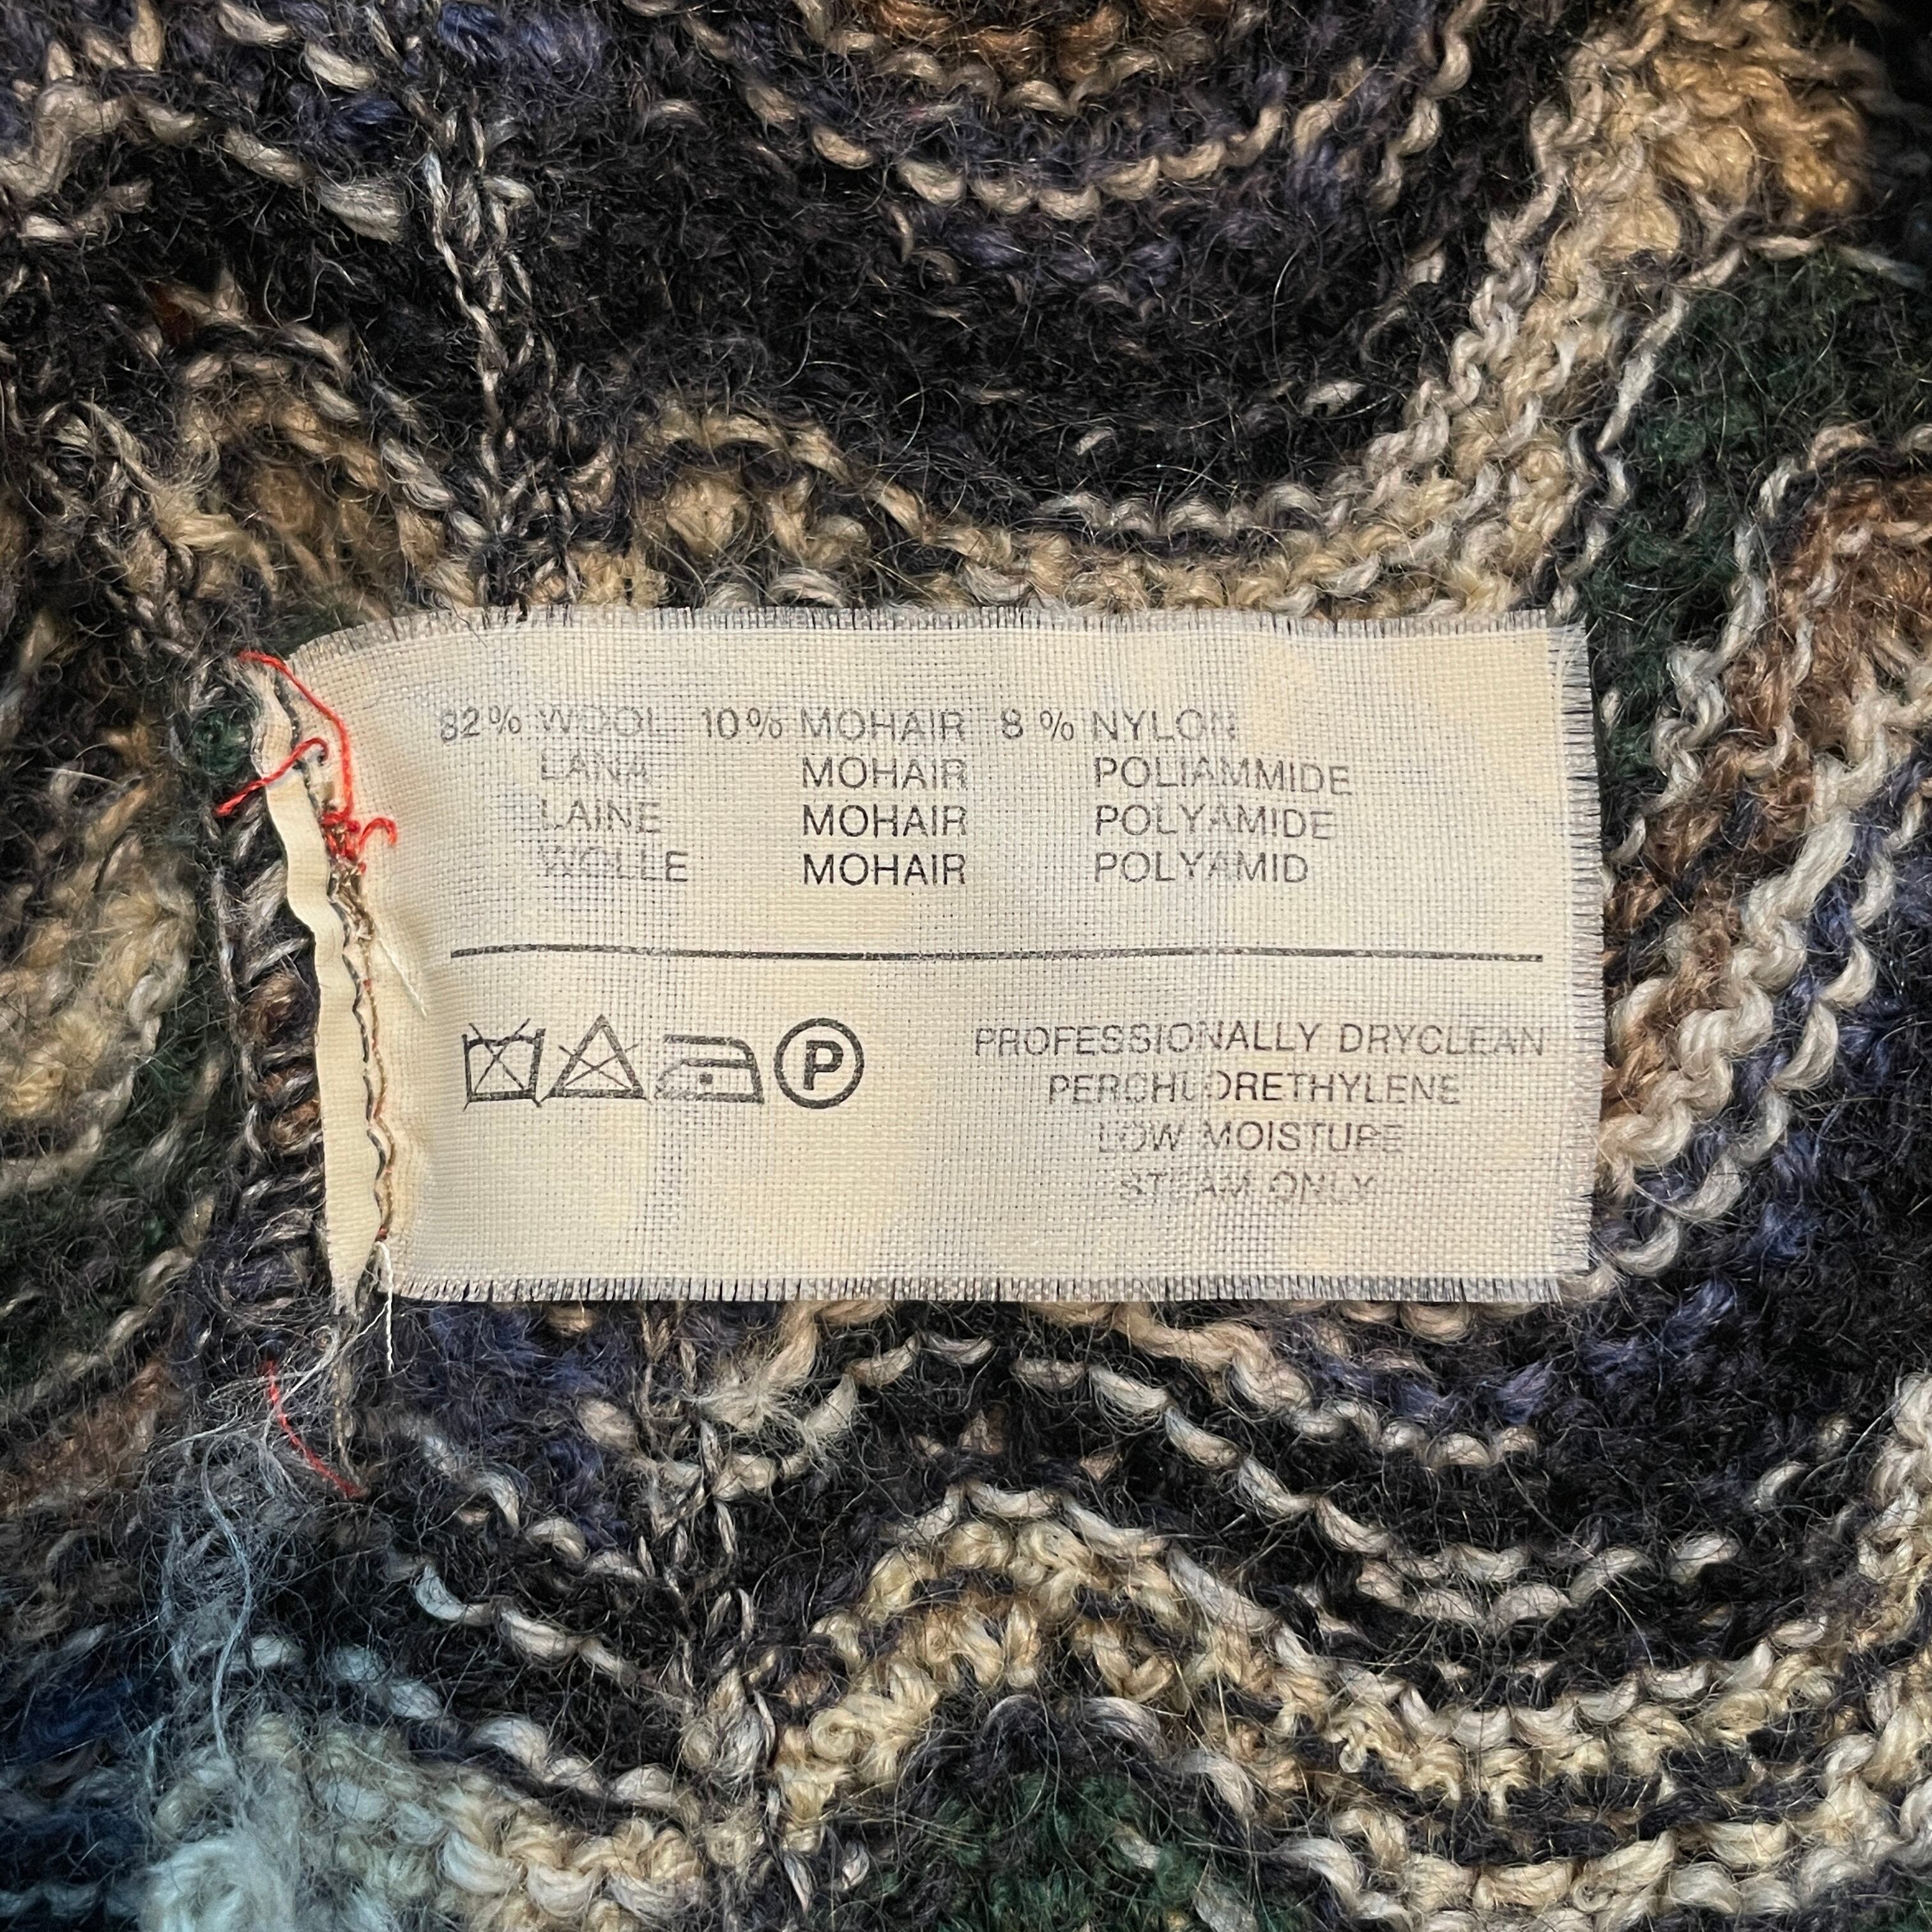 82% WOOL 10% MOHAIR 8 % NYLON
LANA MOHAIR POLIAMMIDE
LAINE MOHAIR POLYAMIDE
WOLLE MOHAIR POLYAMID
P
PROFESSIONALLY DRYCLEAN
PERCHLORETHYLENE
LOW MOISTURE
STEAM ONLY